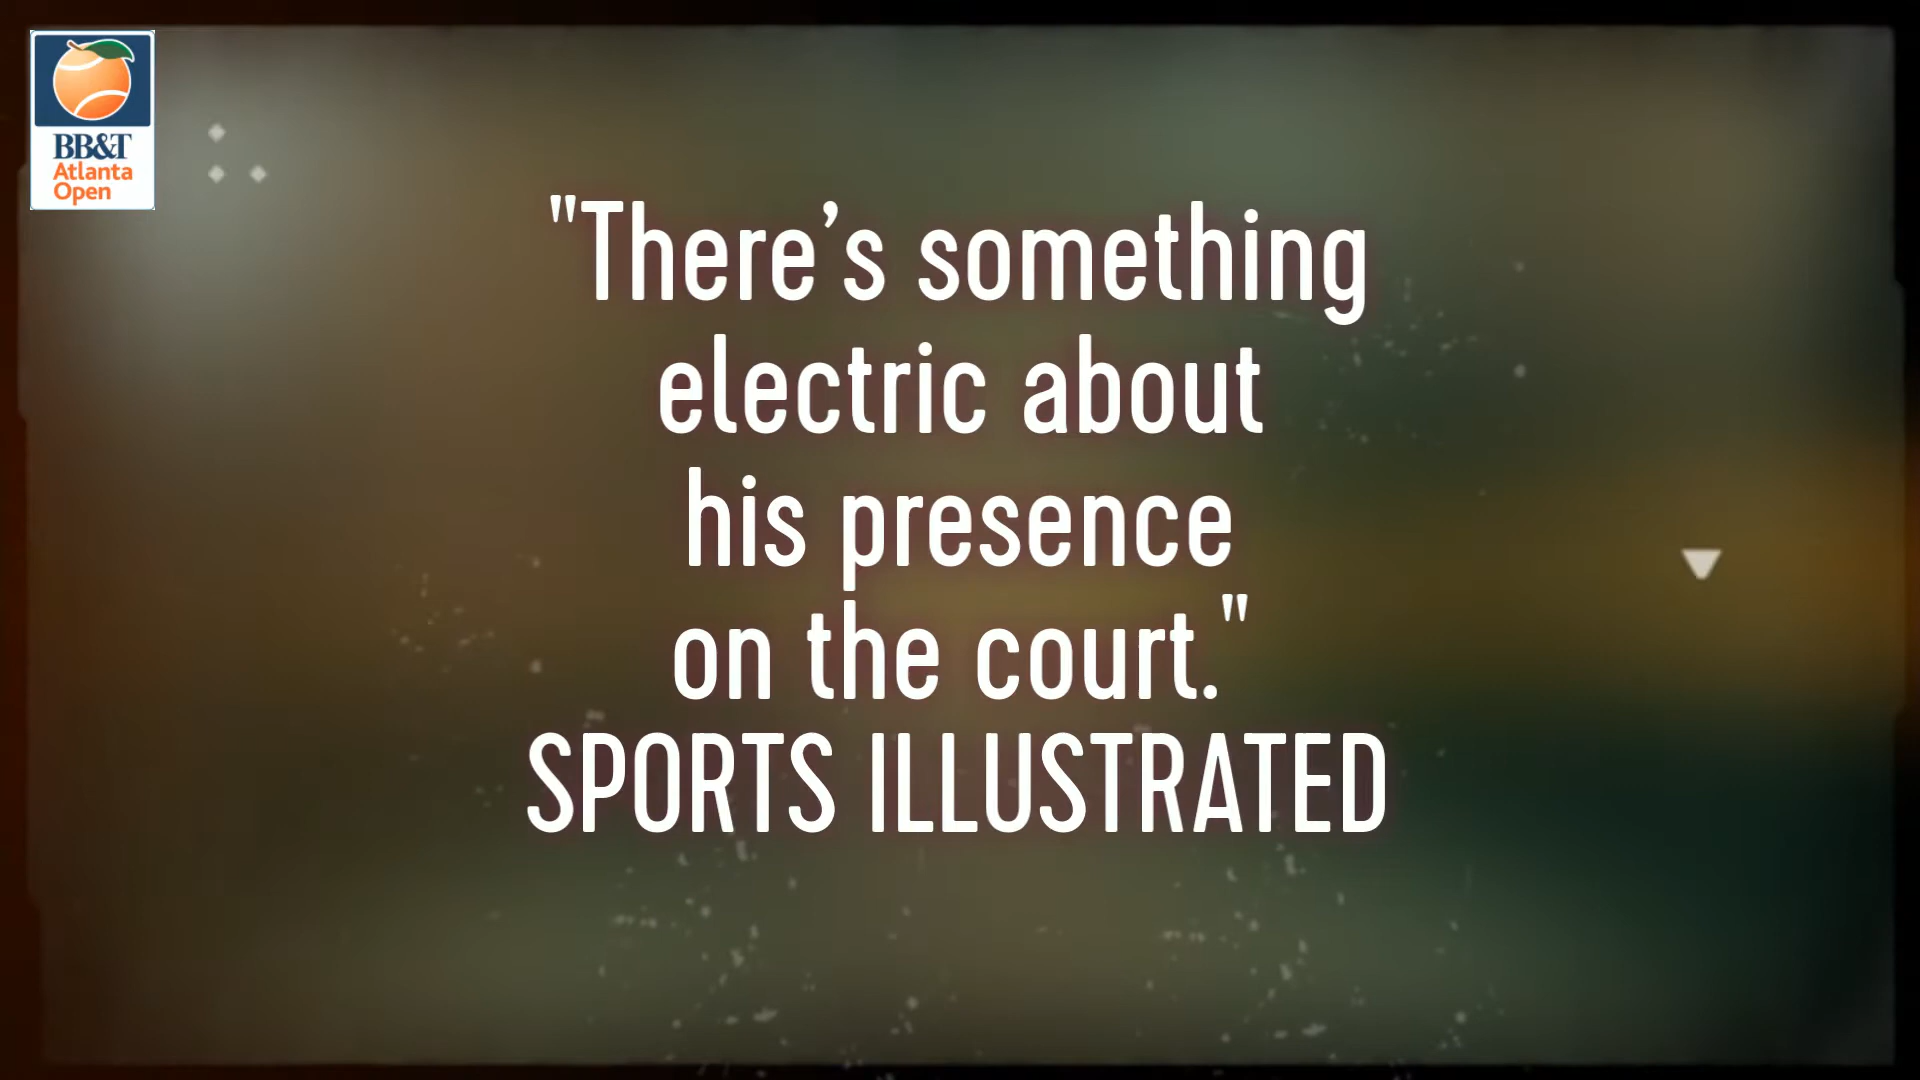 BB&T
Atlanta
Open
"There’s something
electric about
his presence
on the court."
SPORTS ILLUSTRATED